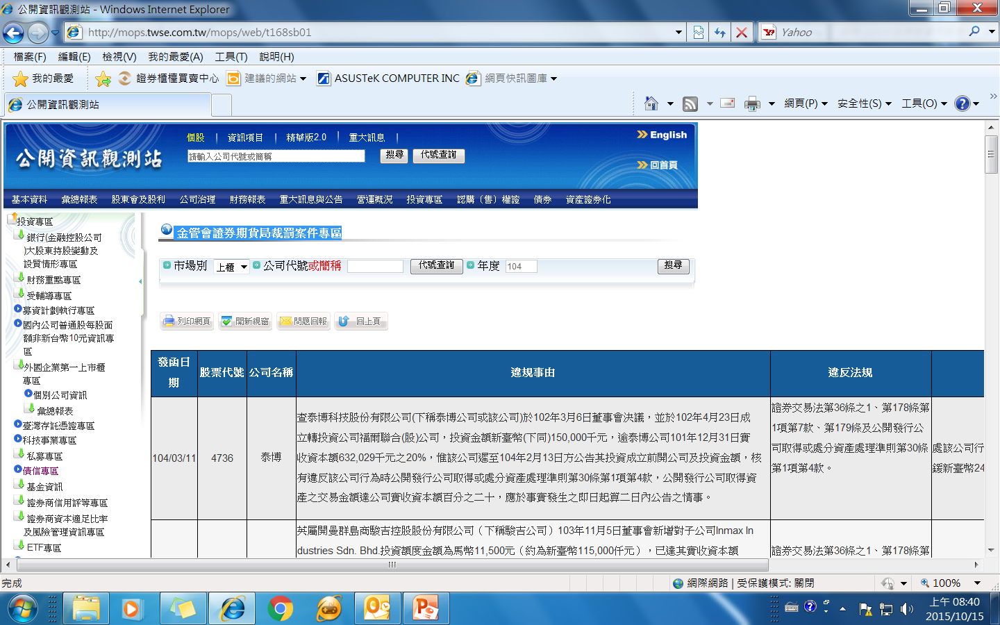 公開資訊觀測站 - Windows Internet Explorer
http://mops.twse.com.tw/mops/web/t168sb01
Yahoo
檔案(F) 編輯(E) 檢視(V) 我的最愛(A) 工具(T) 說明(H)
我的最愛 證券櫃檯買賣中心 建議的網站 ASUSTeK COMPUTER INC 網頁快訊圖庫
公開資訊觀測站
網頁(P) 安全性(S) 工具(O)
公開資訊觀測站
個股 | 資訊項目 | 精華版2.0 | 重大訊息 |
請輸入公司代號或簡稱 搜尋 代號查詢
English
回首頁
基本資料 彙總報表 股東會及股利 公司治理 財務報表 重大訊息與公告 營運概況 投資專區 認購〔售〕權證 債券 資產證券化
投資專區
銀行(金融控股公司
)大股東持股變動及
設質情形專區
財務重點專區
受輔導專區
募資計劃執行專區
國內公司普通股每股面
額非新台幣10元資訊專
區
外國企業第一上市櫃
專區
個別公司資訊
彙總報表
臺灣存託憑證專區
科技事業專區
私募專區
債信專區
基金資訊
證券商信用評等專區
證券商資本適足比率
及風險管理資訊專區
ETF專區
金管會證券期貨局裁罰案件專區
市場別 上櫃 公司代號或簡稱 代號查詢 年度 104 搜尋
列印網頁 開新視窗 問題回報 回上頁
發函日期 股票代號 公司名稱 違規事由 違反法規
104/03/11 4736 泰博
查泰博科技股份有限公司(下稱泰博公司或該公司)於102年3月6日董事會決議，並於102年4月23日成
立轉投資公司福爾聯合(股)公司，投資金額新臺幣(下同)150,000千元，逾泰博公司101年12月31日實
收資本額632,029千元之20%，惟該公司遲至104年2月13日方公告其投資成立前開公司及投資金額，核
有違反該公司行為時公開發行公司取得或處分資產處理準則第30條第1項第4款，公開發行公司取得資
產之交易金額達公司實收資本額百分之二十，應於事實發生之即日起算二日內公告之情事。
證券交易法第36條之1、第178條第
1項第7款、第179條及公開發行公
司取得或處分資產處理準則第30條
第1項第4款。
處該公司行
鍰新臺幣24
英屬開曼群島商駿吉控股股份有限公司（下稱駿吉公司）103年11月5日董事會新增對子公司Inmax In
dustries Sdn. Bhd.投資額度金額為馬幣11,500元（約為新臺幣115,000仟元），已達其實收資本額
證券交易法第36條之1、第178條第
完成
網際網路 | 受保護模式: 關閉
100%
上午 08:40
2015/10/15